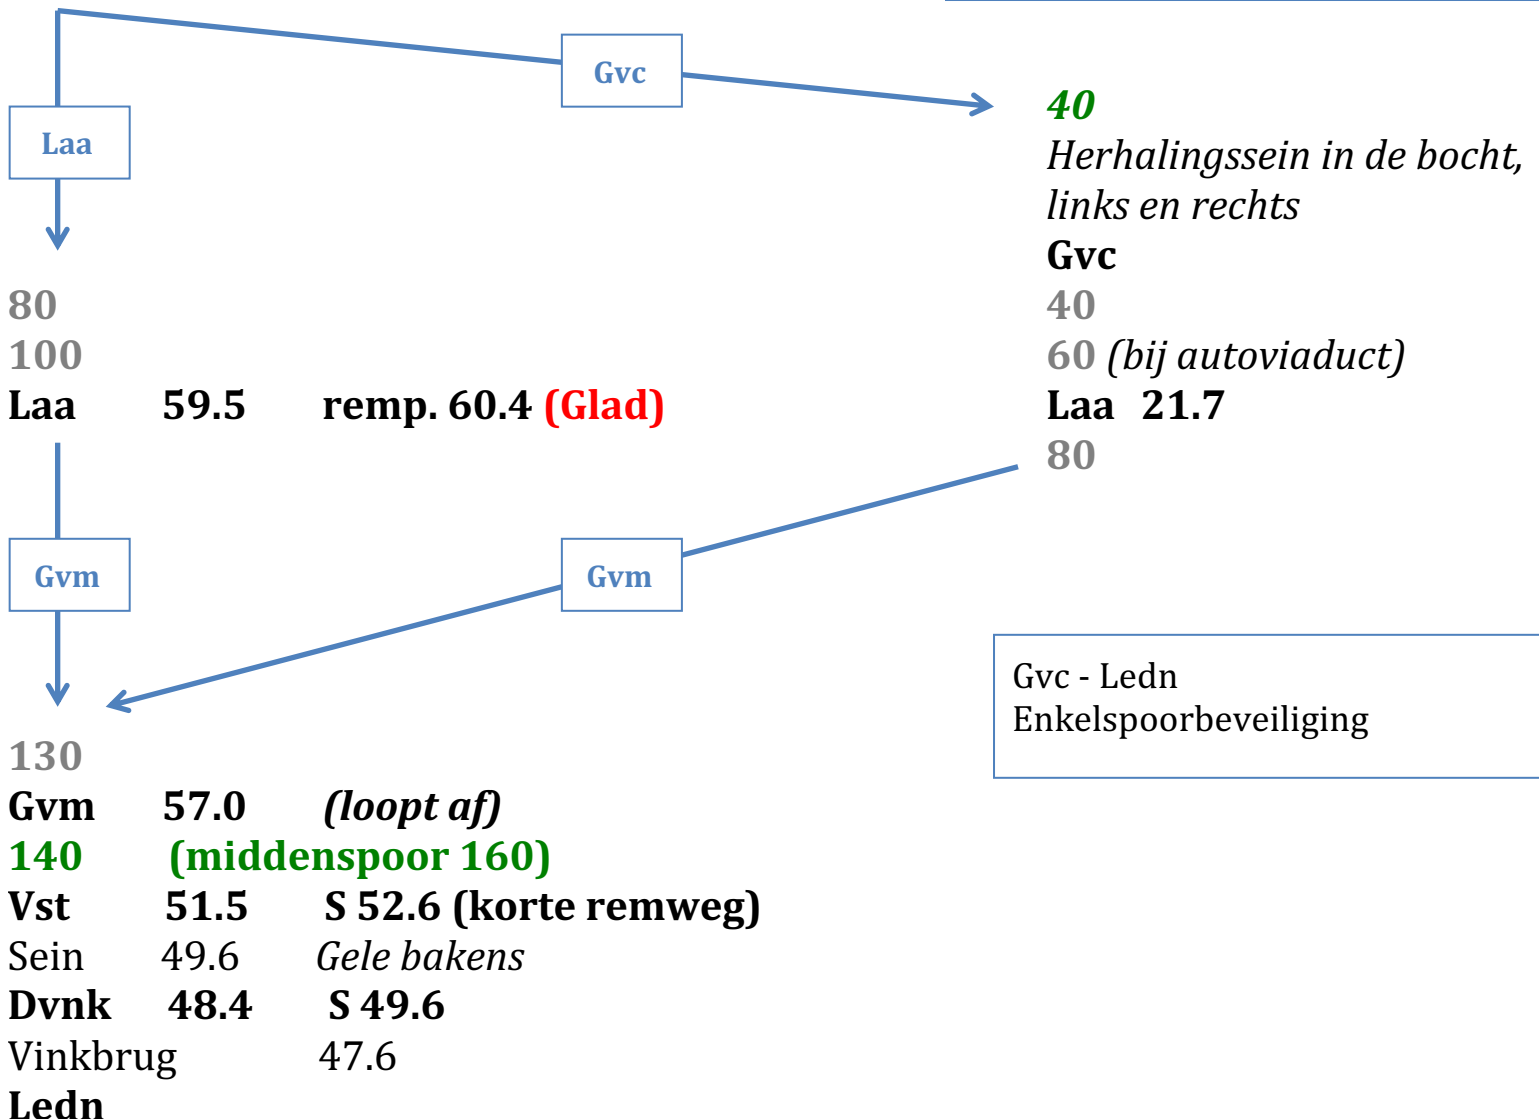 Gvc
Laa
40
Herhalingssein in de bocht,
links en rechts
Gvc
40
60 (bij autoviaduct)
Laa 21.7
80
80
100
Laa 59.5 remp. 60.4 (Glad)
Gvm
Gvm
Gvc - Ledn
Enkelspoorbeveiliging
130
Gvm 57.0 (loopt af)
140 (middenspoor 160)
Vst 51.5 S 52.6 (korte remweg)
Sein 49.6 Gele bakens
Dvnk 48.4 S 49.6
Vinkbrug 47.6
Ledn